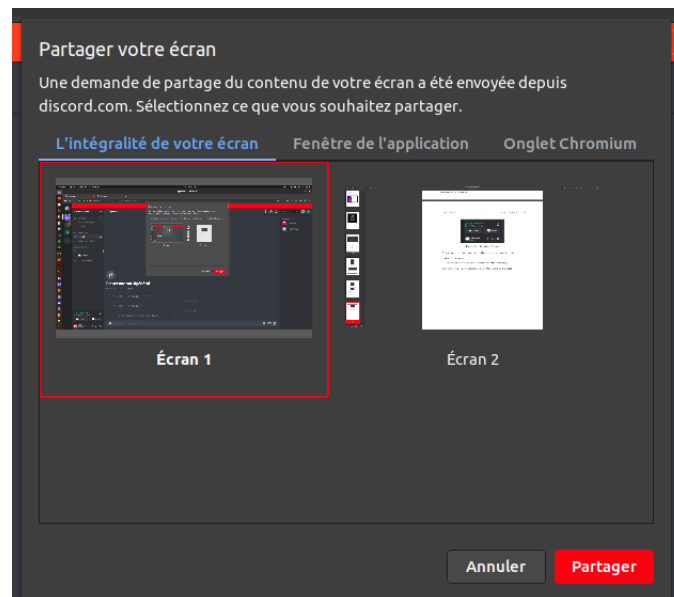 Partager votre écran
Une demande de partage du contenu de votre écran a été envoyée depuis
discord.com. Sélectionnez ce que vous souhaitez partager.
L'intégralité de votre écran
Fenêtre de l'application
Onglet Chromium
Écran 1
Écran 2
Annuler
Partager